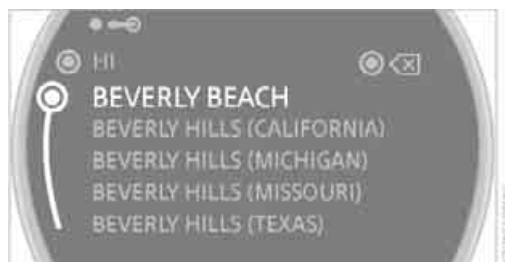 HI
BEVERLY BEACH
BEVERLY HILLS (CALIFORNIA)
BEVERLY HILLS (MICHIGAN)
BEVERLY HILLS (MISSOURI)
BEVERLY HILLS (TEXAS)